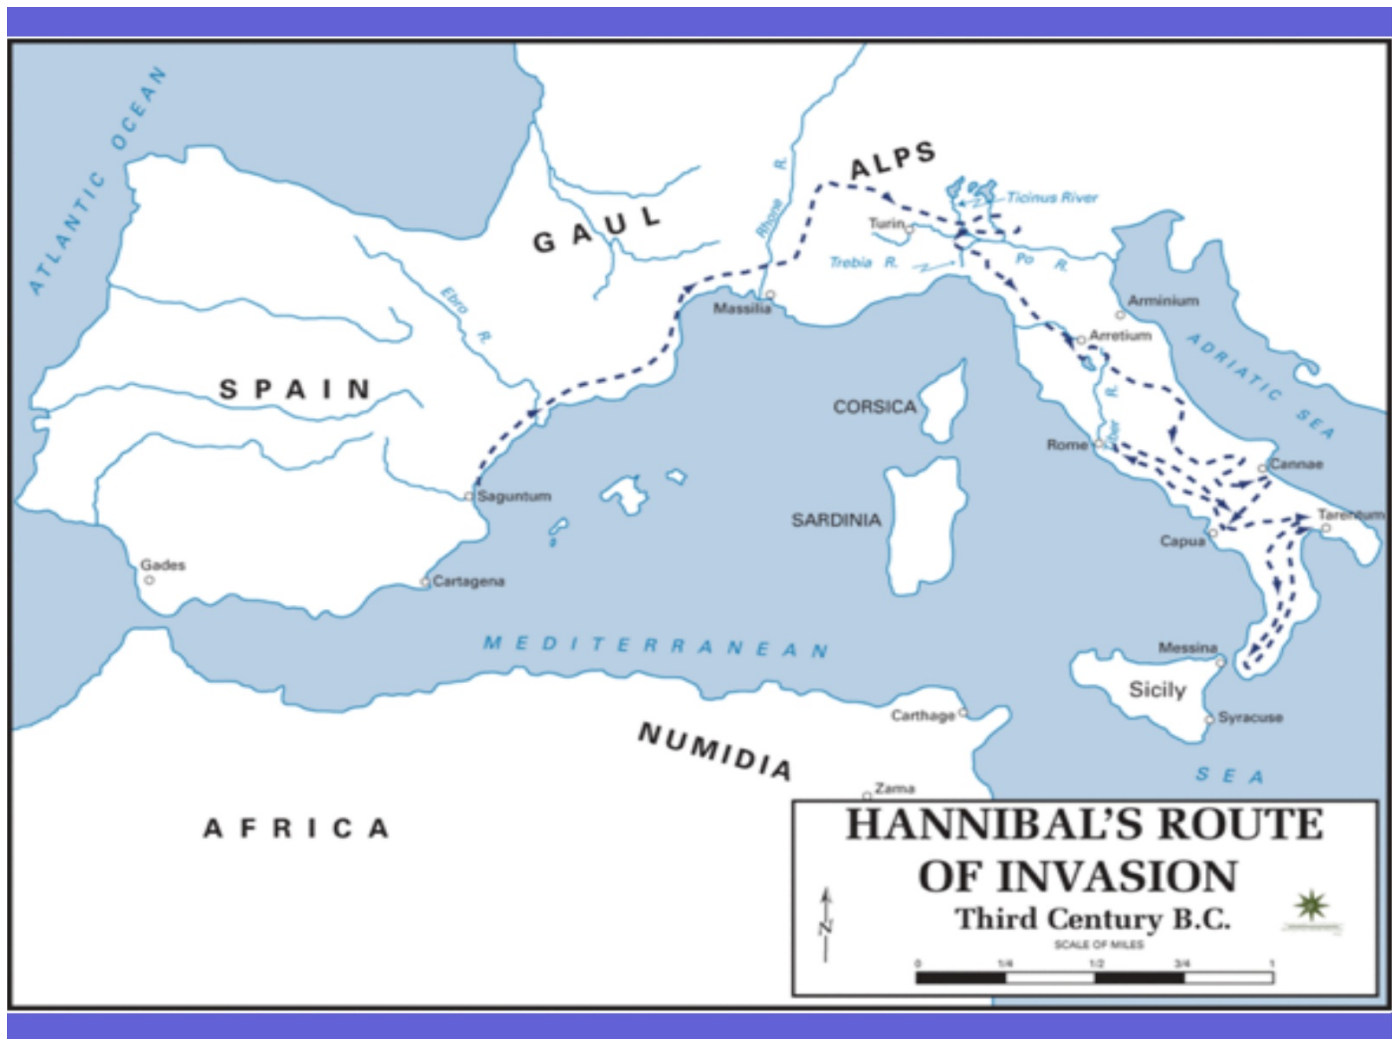 ATLANTIC OCEAN
ALPS
Rhone R.
Ticinus River
GAUL
Turin
Trebia R.
Po R.
Ebro R.
Massilia
Arminium
Arretium
ADRIATIC SEA
SPAIN
CORSICA
R.
Rome
Cannae
Saguntum
SARDINIA
Tarentum
Capua
Gades
Cartagena
MEDITERRANEAN
Messina
Sicily
Carthage
Syracuse
NUMIDIA
SEA
Zama
AFRICA
HANNIBAL'S ROUTE
OF INVASION
Third Century B.C.
SCALE OF MILES
0 1/4 1/2 3/4 1
N